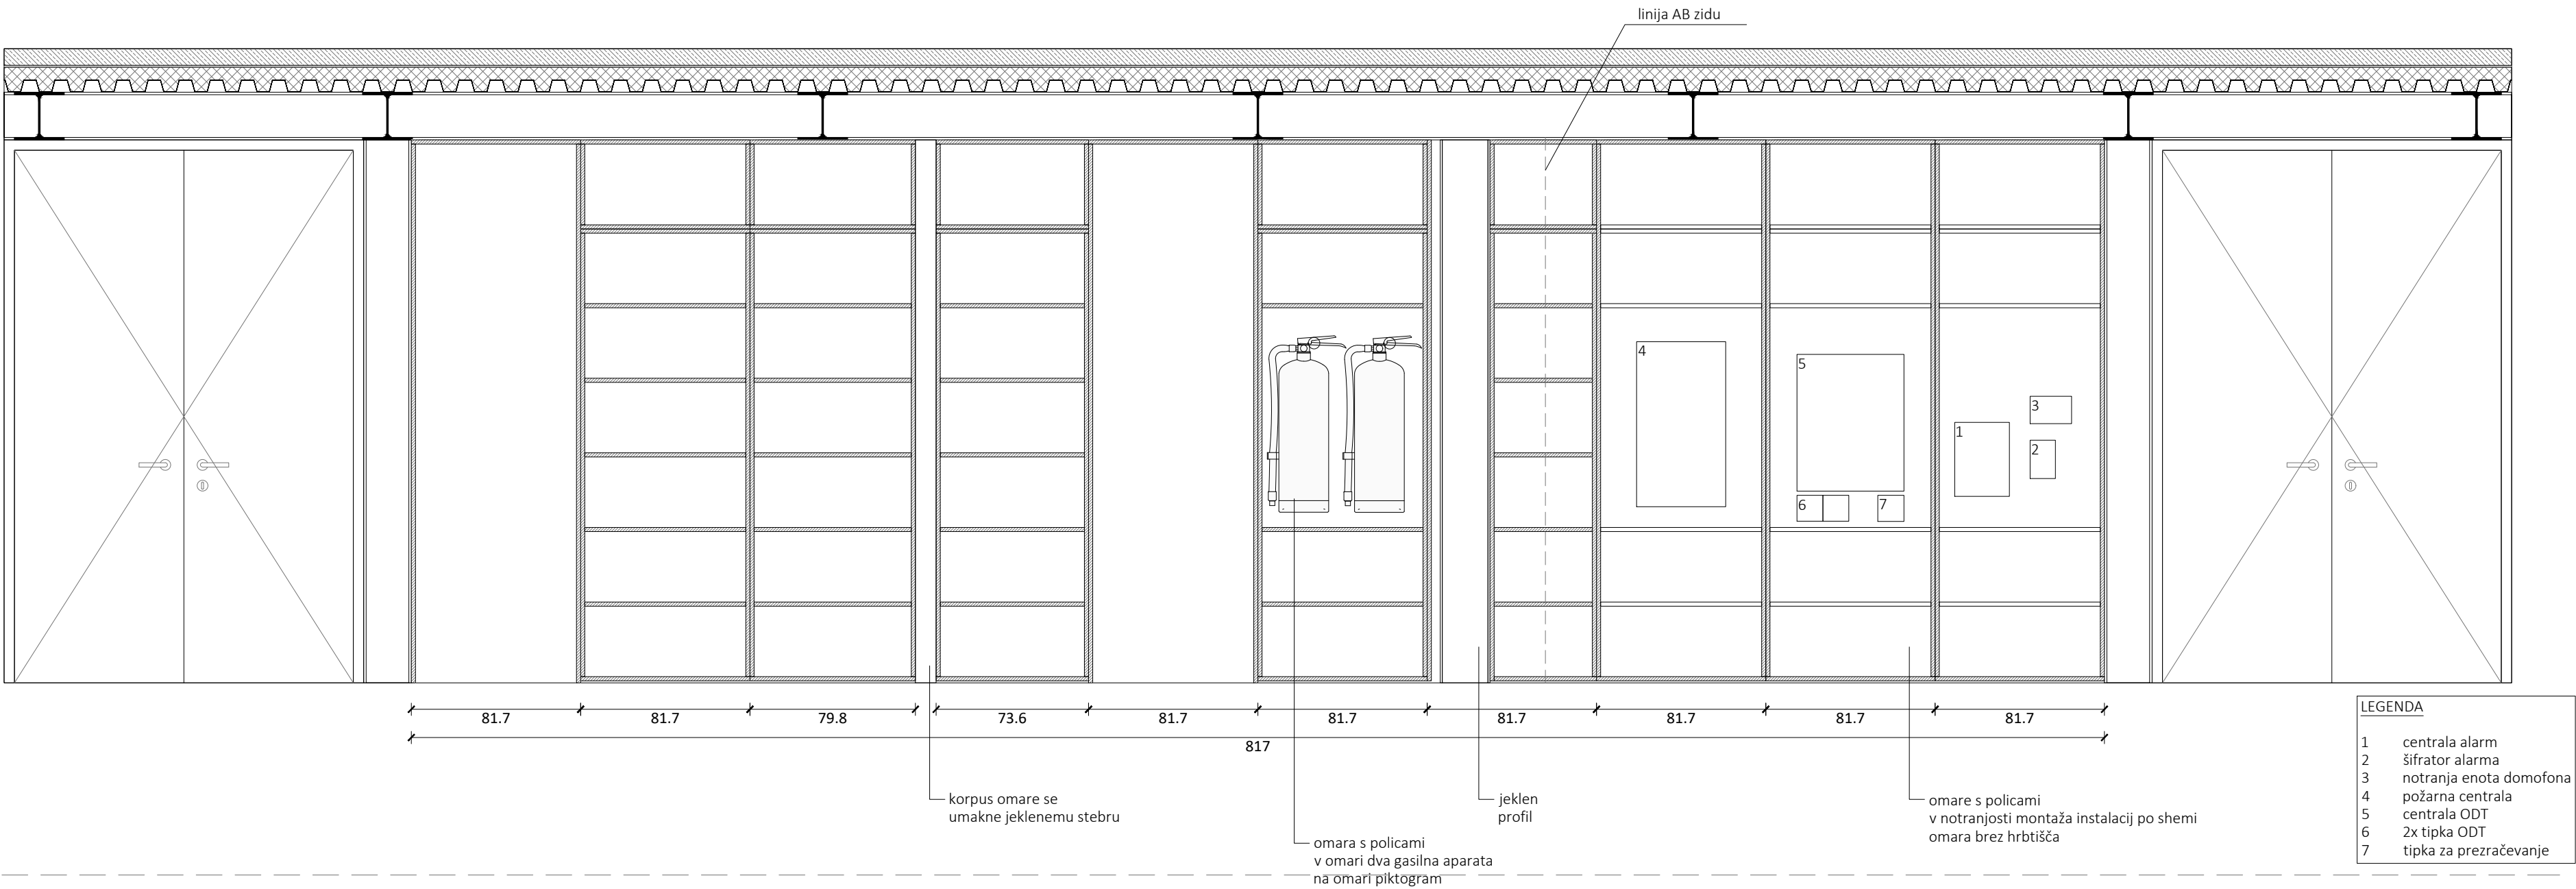 linija AB zidu
4
5
3
1
2
6
7
81.7
81.7
79.8
73.6
81.7
81.7
81.7
81.7
81.7
81.7
817
korpus omare se
umakne jeklenemu stebru
omara s policami
v omari dva gasilna aparata
na omari piktogram
jeklen
profil
omare s policami
v notranjosti montaža instalacij po shemi
omara brez hrbtišča
LEGENDA
1 centrala alarm
2 šifrator alarma
3 notranja enota domofona
4 požarna centrala
5 centrala ODT
6 2x tipka ODT
7 tipka za prezračevanje